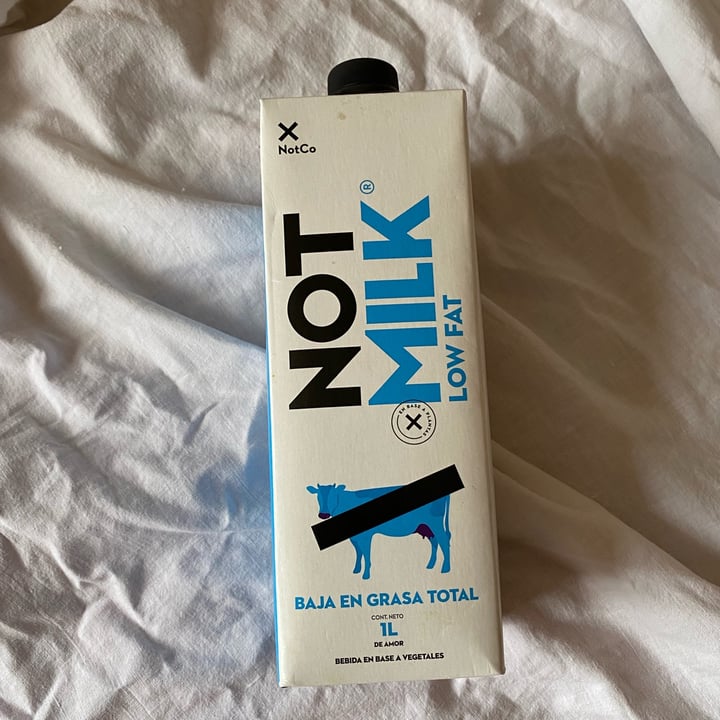 NotCo
NOT
MILK®
LOW FAT
EN BASE A PLANTAS
BAJA EN GRASA TOTAL
CONT. NETO
1L
DE AMOR
BEBIDA EN BASE A VEGETALES